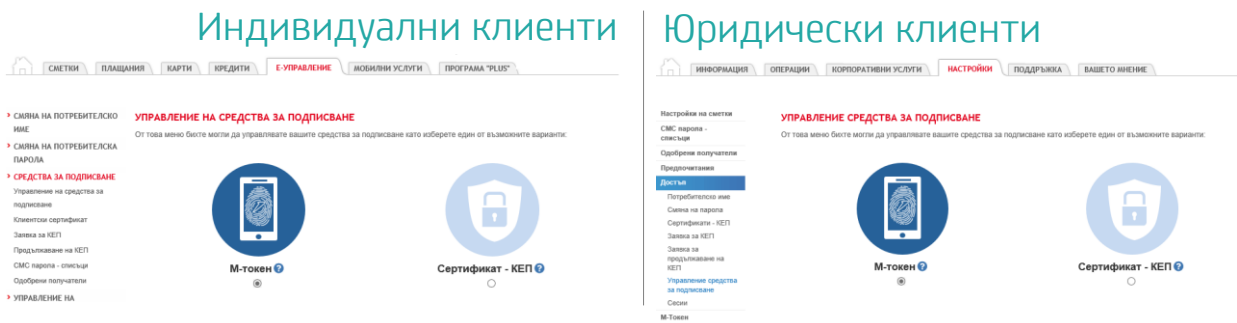 Индивидуални клиенти
СМЕТКИ ПЛАЩАНИЯ КАРТИ КРЕДИТИ Е-УПРАВЛЕНИЕ МОБИЛНИ УСЛУГИ ПРОГРАМА "PLUS"
СМЯНА НА ПОТРЕБИТЕЛСКО
ИМЕ
СМЯНА НА ПОТРЕБИТЕЛСКА
ПАРОЛА
СРЕДСТВА ЗА ПОДПИСВАНЕ
Управление на средства за
подписване
Клиентски сертификат
Заявка за КЕП
Продължаване на КЕП
СМС парола - списъци
Одобрени получатели
УПРАВЛЕНИЕ НА
УПРАВЛЕНИЕ НА СРЕДСТВА ЗА ПОДПИСВАНЕ
От това меню бихте могли да управлявате вашите средства за подписване като изберете един от възможните варианти:
М-токен ?
Сертификат - КЕП ?
Юридически клиенти
ИНФОРМАЦИЯ ОПЕРАЦИИ КОРПОРАТИВНИ УСЛУГИ НАСТРОЙКИ ПОДДРЪЖКА ВАШЕТО МНЕНИЕ
Настройки на сметки
СМС парола -
списъци
Одобрени получатели
Предпочитания
Достъп
Потребителско име
Смяна на парола
Сертификати - КЕП
Заявка за КЕП
Заявка за
продължаване на
КЕП
Управление средства
за подписване
Сесии
М-Токен
УПРАВЛЕНИЕ СРЕДСТВА ЗА ПОДПИСВАНЕ
От това меню бихте могли да управлявате вашите средства за подписване като изберете един от възможните варианти:
М-токен ?
Сертификат - КЕП ?